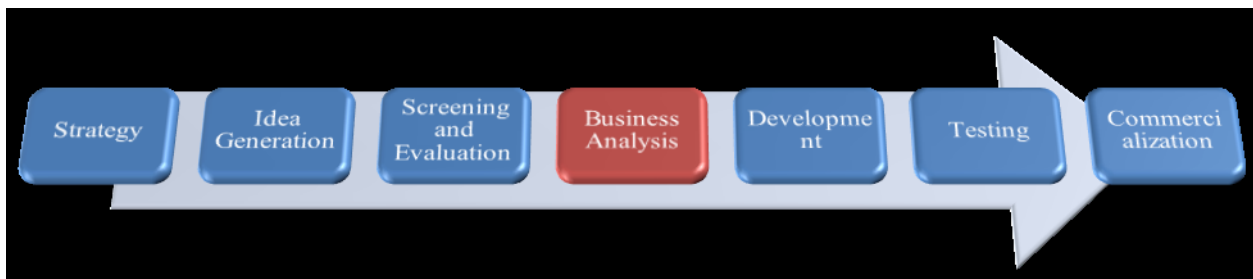 Strategy
Idea
Generation
Screening
and
Evaluation
Business
Analysis
Developme
nt
Testing
Commerci
alization